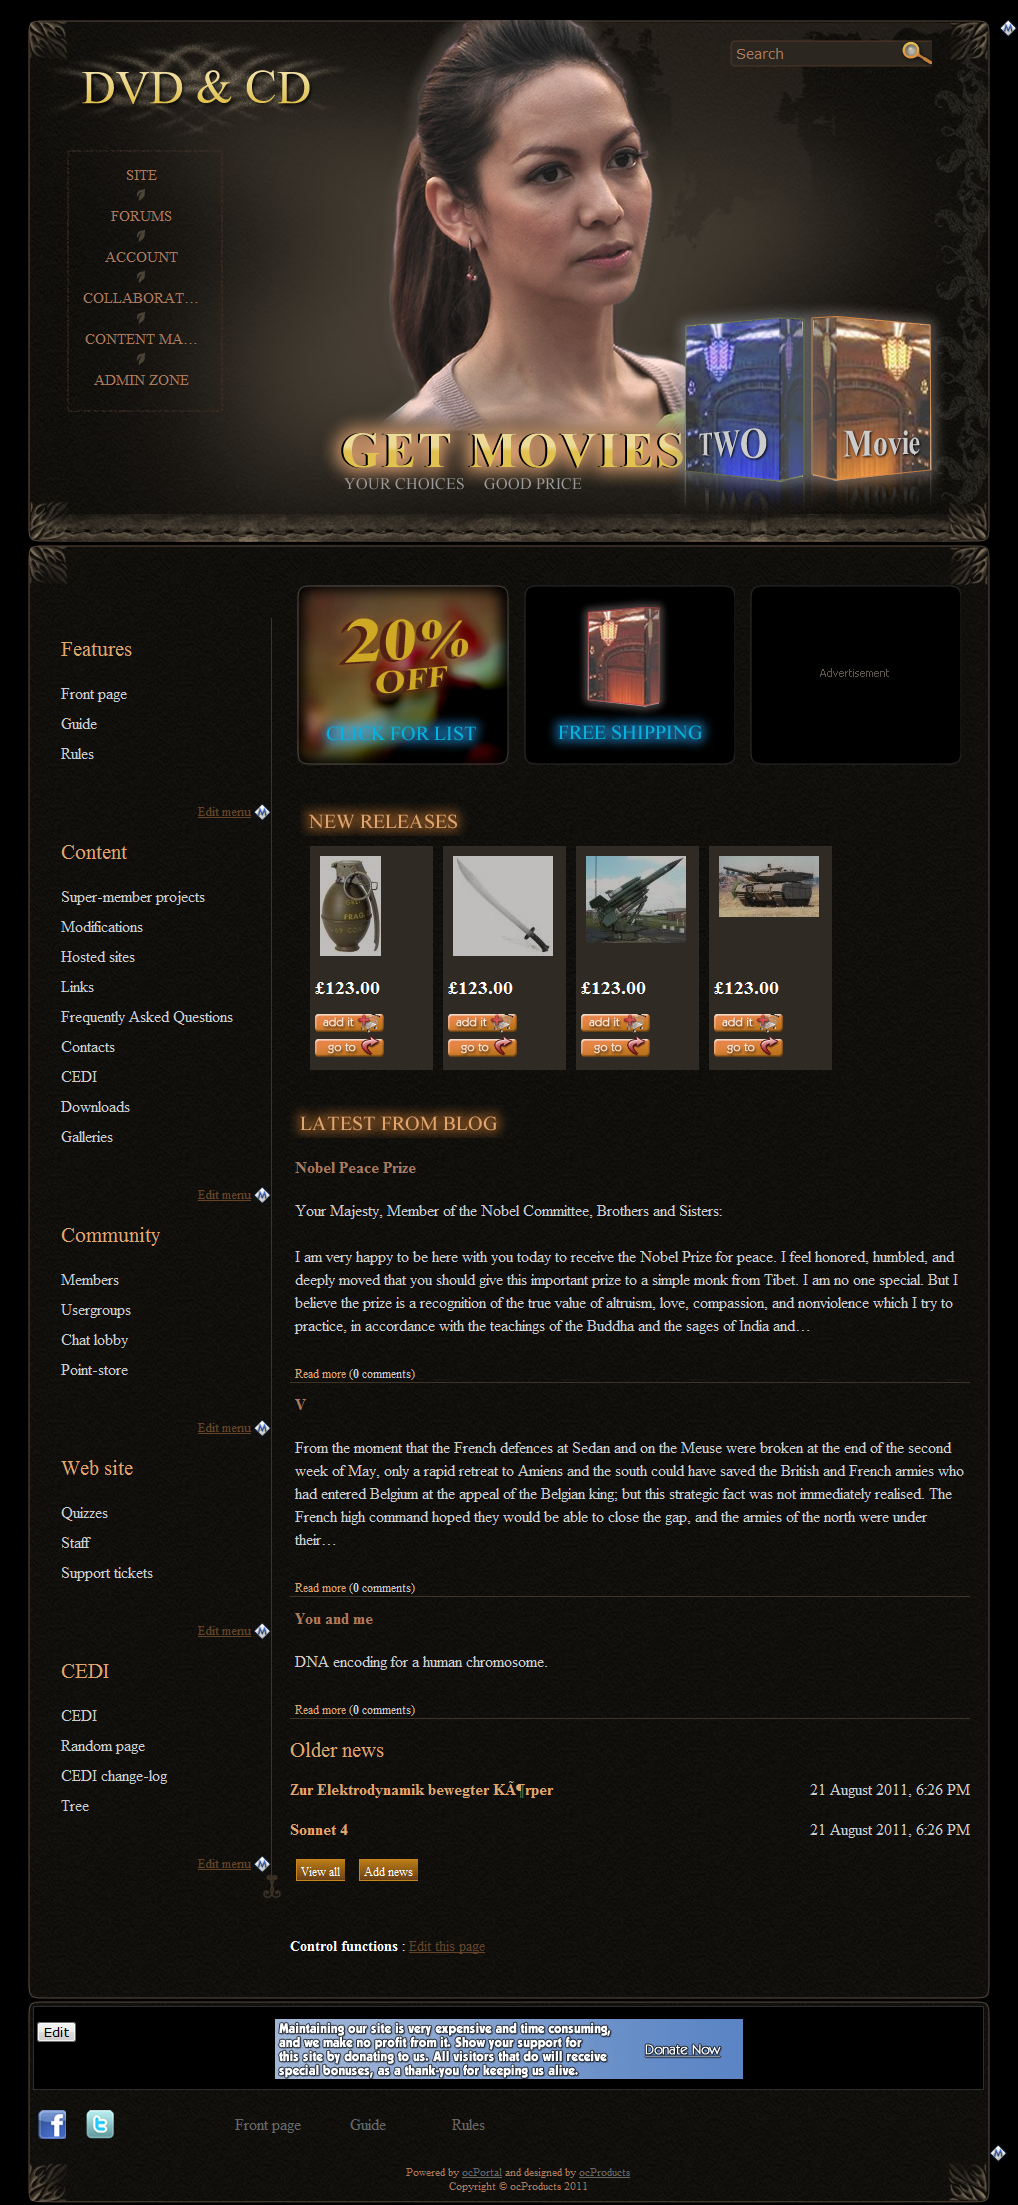 DVD & CD
Search
SITE
FORUMS
ACCOUNT
COLLABORAT…
CONTENT MA…
ADMIN ZONE
TWO
Movie
GET MOVIES
YOUR CHOICES GOOD PRICE
20%
OFF
CLICK FOR LIST
FREE SHIPPING
Advertisement
Features
Front page
Guide
Rules
Edit menu
Content
Super-member projects
Modifications
Hosted sites
Links
Frequently Asked Questions
Contacts
CEDI
Downloads
Galleries
Edit menu
Community
Members
Usergroups
Chat lobby
Point-store
Edit menu
Web site
Quizzes
Staff
Support tickets
Edit menu
CEDI
CEDI
Random page
CEDI change-log
Tree
Edit menu
NEW RELEASES
FRAG
£123.00 £123.00 £123.00 £123.00
add it add it add it add it
go to go to go to go to
LATEST FROM BLOG
Nobel Peace Prize
Your Majesty, Member of the Nobel Committee, Brothers and Sisters:
I am very happy to be here with you today to receive the Nobel Prize for peace. I feel honored, humbled, and
deeply moved that you should give this important prize to a simple monk from Tibet. I am no one special. But I
believe the prize is a recognition of the true value of altruism, love, compassion, and nonviolence which I try to
practice, in accordance with the teachings of the Buddha and the sages of India and…
Read more (0 comments)
V
From the moment that the French defences at Sedan and on the Meuse were broken at the end of the second
week of May, only a rapid retreat to Amiens and the south could have saved the British and French armies who
had entered Belgium at the appeal of the Belgian king; but this strategic fact was not immediately realised. The
French high command hoped they would be able to close the gap, and the armies of the north were under
their…
Read more (0 comments)
You and me
DNA encoding for a human chromosome.
Read more (0 comments)
Older news
Zur Elektrodynamik bewegter KÃ¶rper 21 August 2011, 6:26 PM
Sonnet 4 21 August 2011, 6:26 PM
View all Add news
Control functions : Edit this page
Edit
Maintaining our site is very expensive and time consuming,
and we make no profit from it. Show your support for
this site by donating to us. All visitors that do will receive
special bonuses, as a thank-you for keeping us alive.
Donate Now
Front page Guide Rules
Powered by ocPortal and designed by ocProducts
Copyright © ocProducts 2011